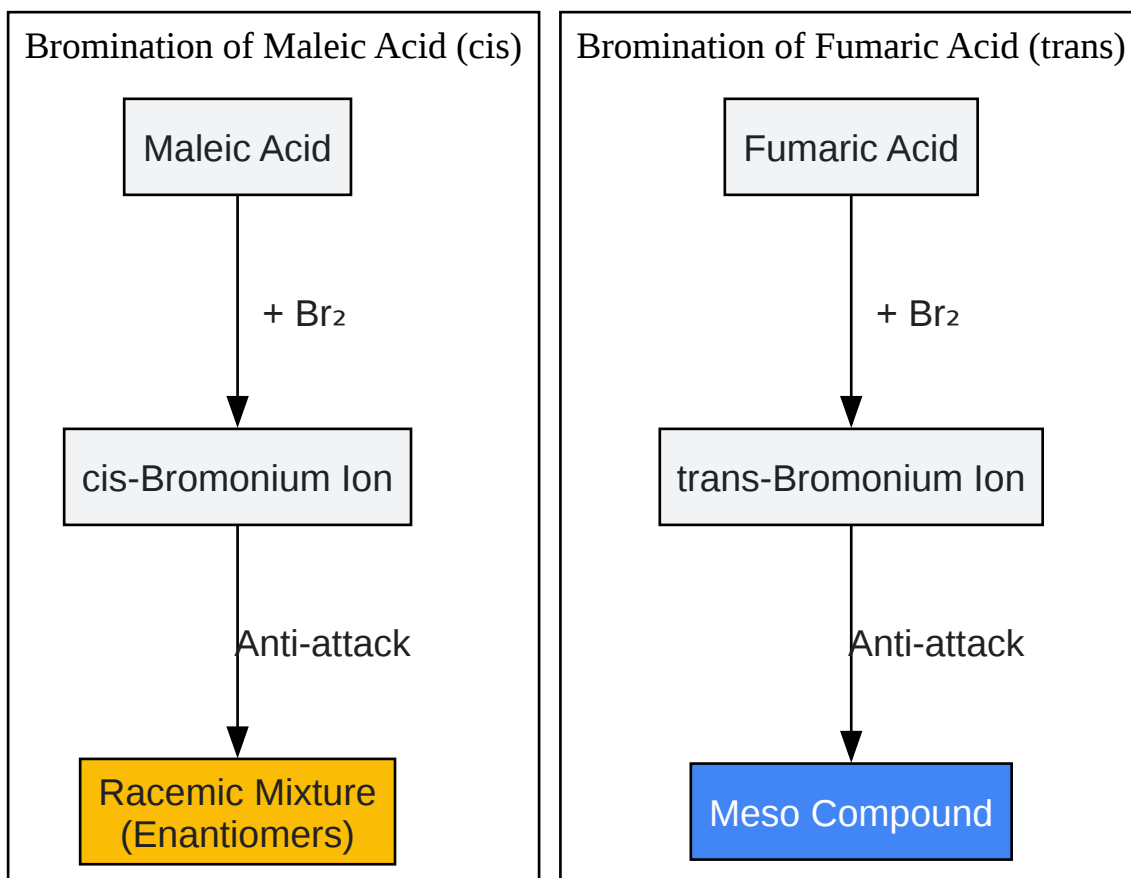 Bromination of Maleic Acid (cis)
Maleic Acid
+ Br₂
cis-Bromonium Ion
Anti-attack
Racemic Mixture
(Enantiomers)
Bromination of Fumaric Acid (trans)
Fumaric Acid
+ Br₂
trans-Bromonium Ion
Anti-attack
Meso Compound